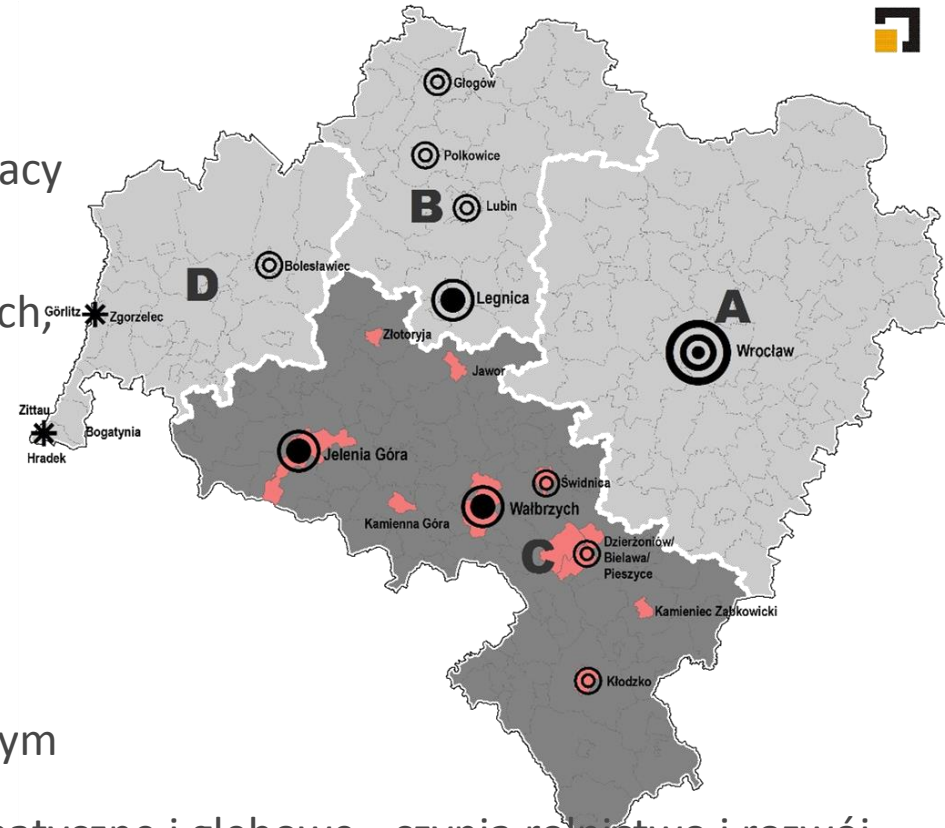 Głogów
acy
Polkowice
B
Lubin
D
Bolesławiec
ch,
Görlitz
Zgorzelec
Legnica
A
Wrocław
Złotoryja
Jawor
Zittau
Bogatynia
Hradek
Jelenia Góra
Świdnica
Wałbrzych
Kamienna Góra
C
Dzierżoniów/
Bielawa/
Pieszyce
Kamieniec Ząbkowicki
Kłodzko
ym